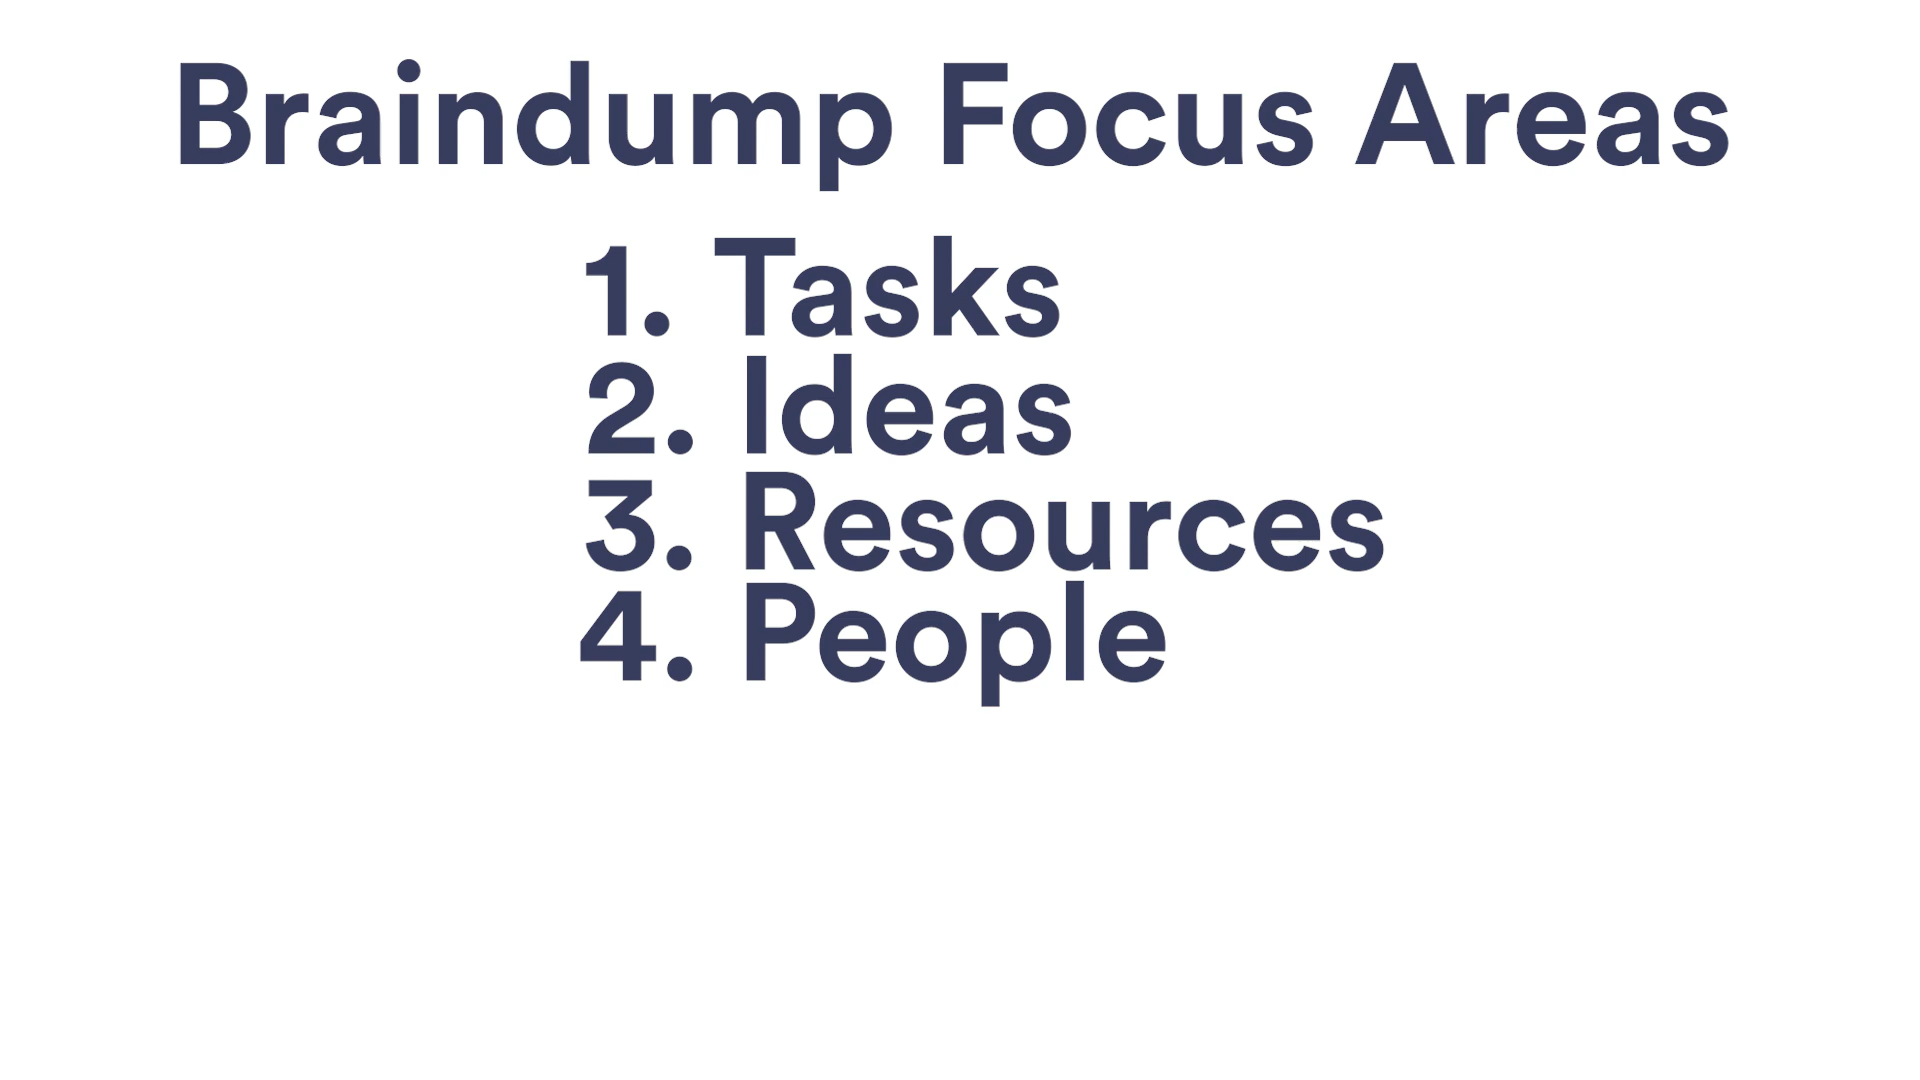 Braindump Focus Areas
1. Tasks
2. Ideas
3. Resources
4. People